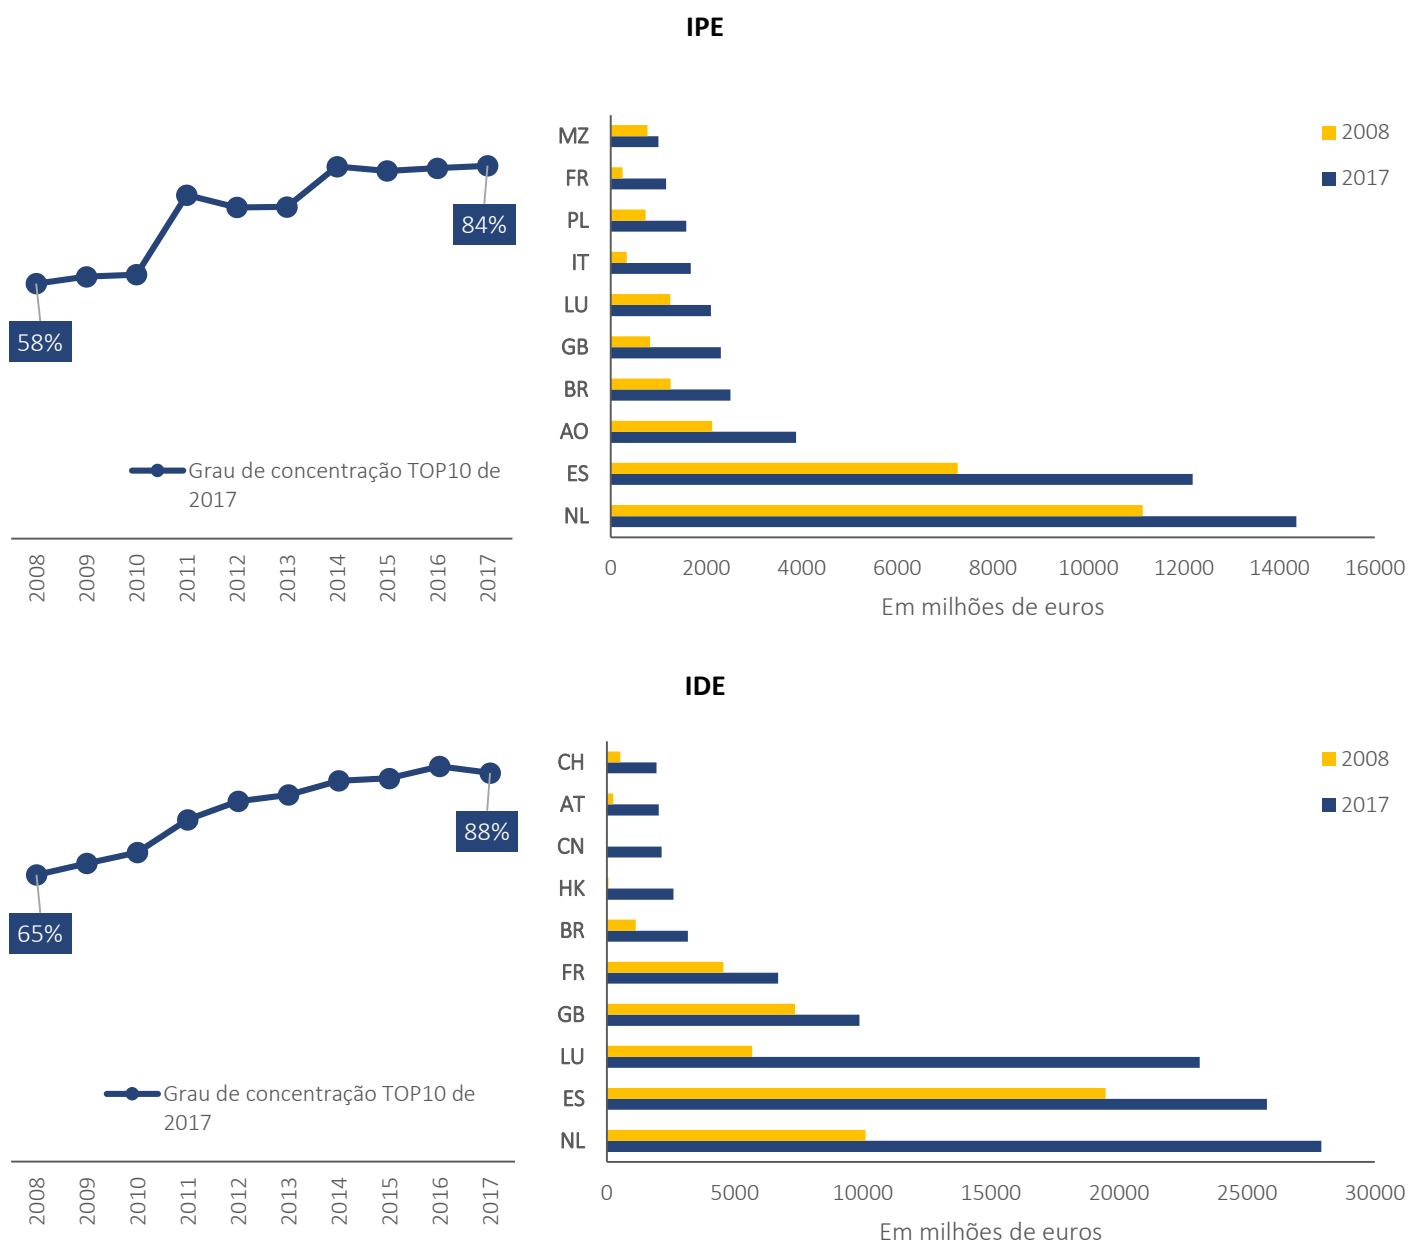 IPE
84%
58%
Grau de concentração TOP10 de
2017
2008
2009
2010
2011
2012
2013
2014
2015
2016
2017
MZ
FR
PL
IT
LU
GB
BR
AO
ES
NL
2008
2017
0 2000 4000 6000 8000 10000 12000 14000 16000
Em milhões de euros
IDE
88%
65%
Grau de concentração TOP10 de
2017
2008
2009
2010
2011
2012
2013
2014
2015
2016
2017
CH
AT
CN
HK
BR
FR
GB
LU
ES
NL
2008
2017
0 5000 10000 15000 20000 25000 30000
Em milhões de euros